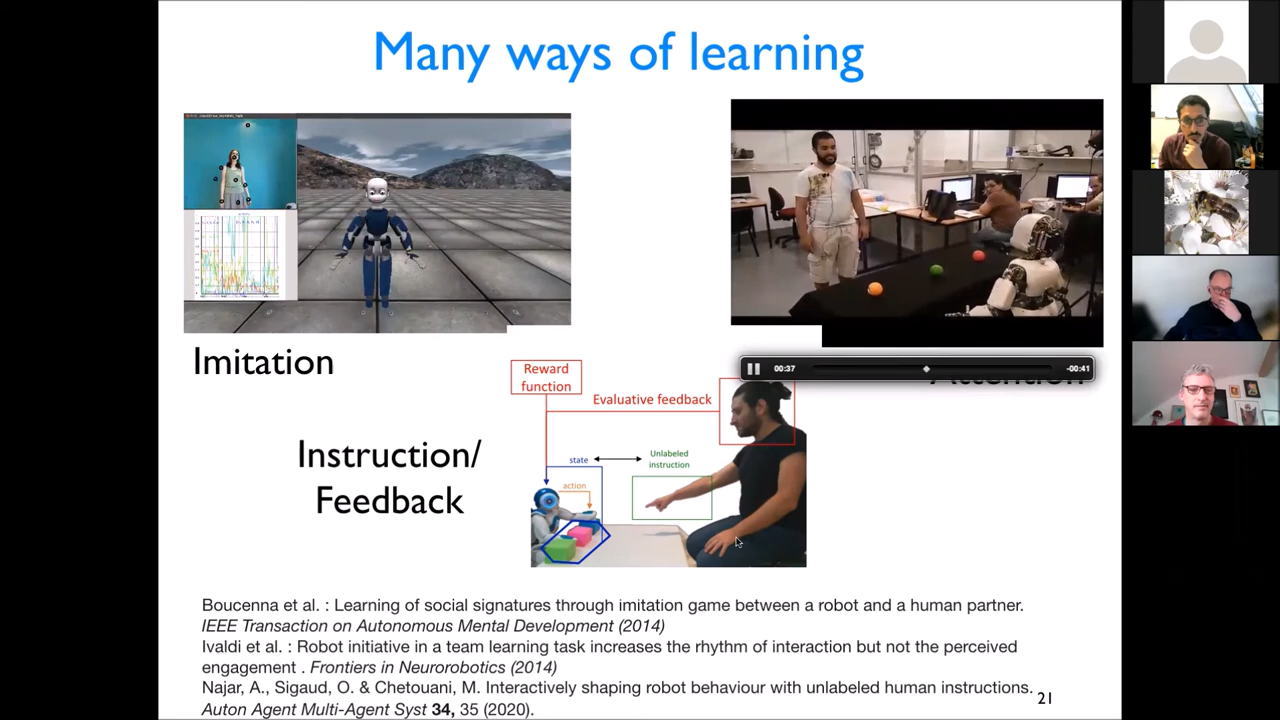 Many ways of learning
Imitation
Attention
00:37
-00:41
Reward
function
Evaluative feedback
Instruction/
Feedback
state
Unlabeled
instruction
action
Boucenna et al. : Learning of social signatures through imitation game between a robot and a human partner.
IEEE Transaction on Autonomous Mental Development (2014)
Ivaldi et al. : Robot initiative in a team learning task increases the rhythm of interaction but not the perceived
engagement . Frontiers in Neurorobotics (2014)
Najar, A., Sigaud, O. & Chetouani, M. Interactively shaping robot behaviour with unlabeled human instructions.
Auton Agent Multi-Agent Syst 34, 35 (2020).
21